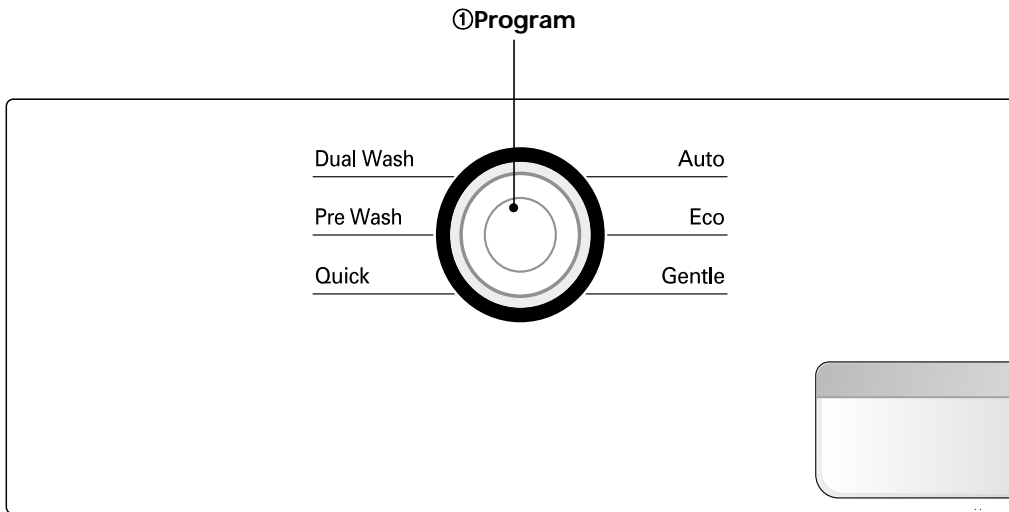 ①Program
Dual Wash
Auto
Pre Wash
Eco
Quick
Gentle